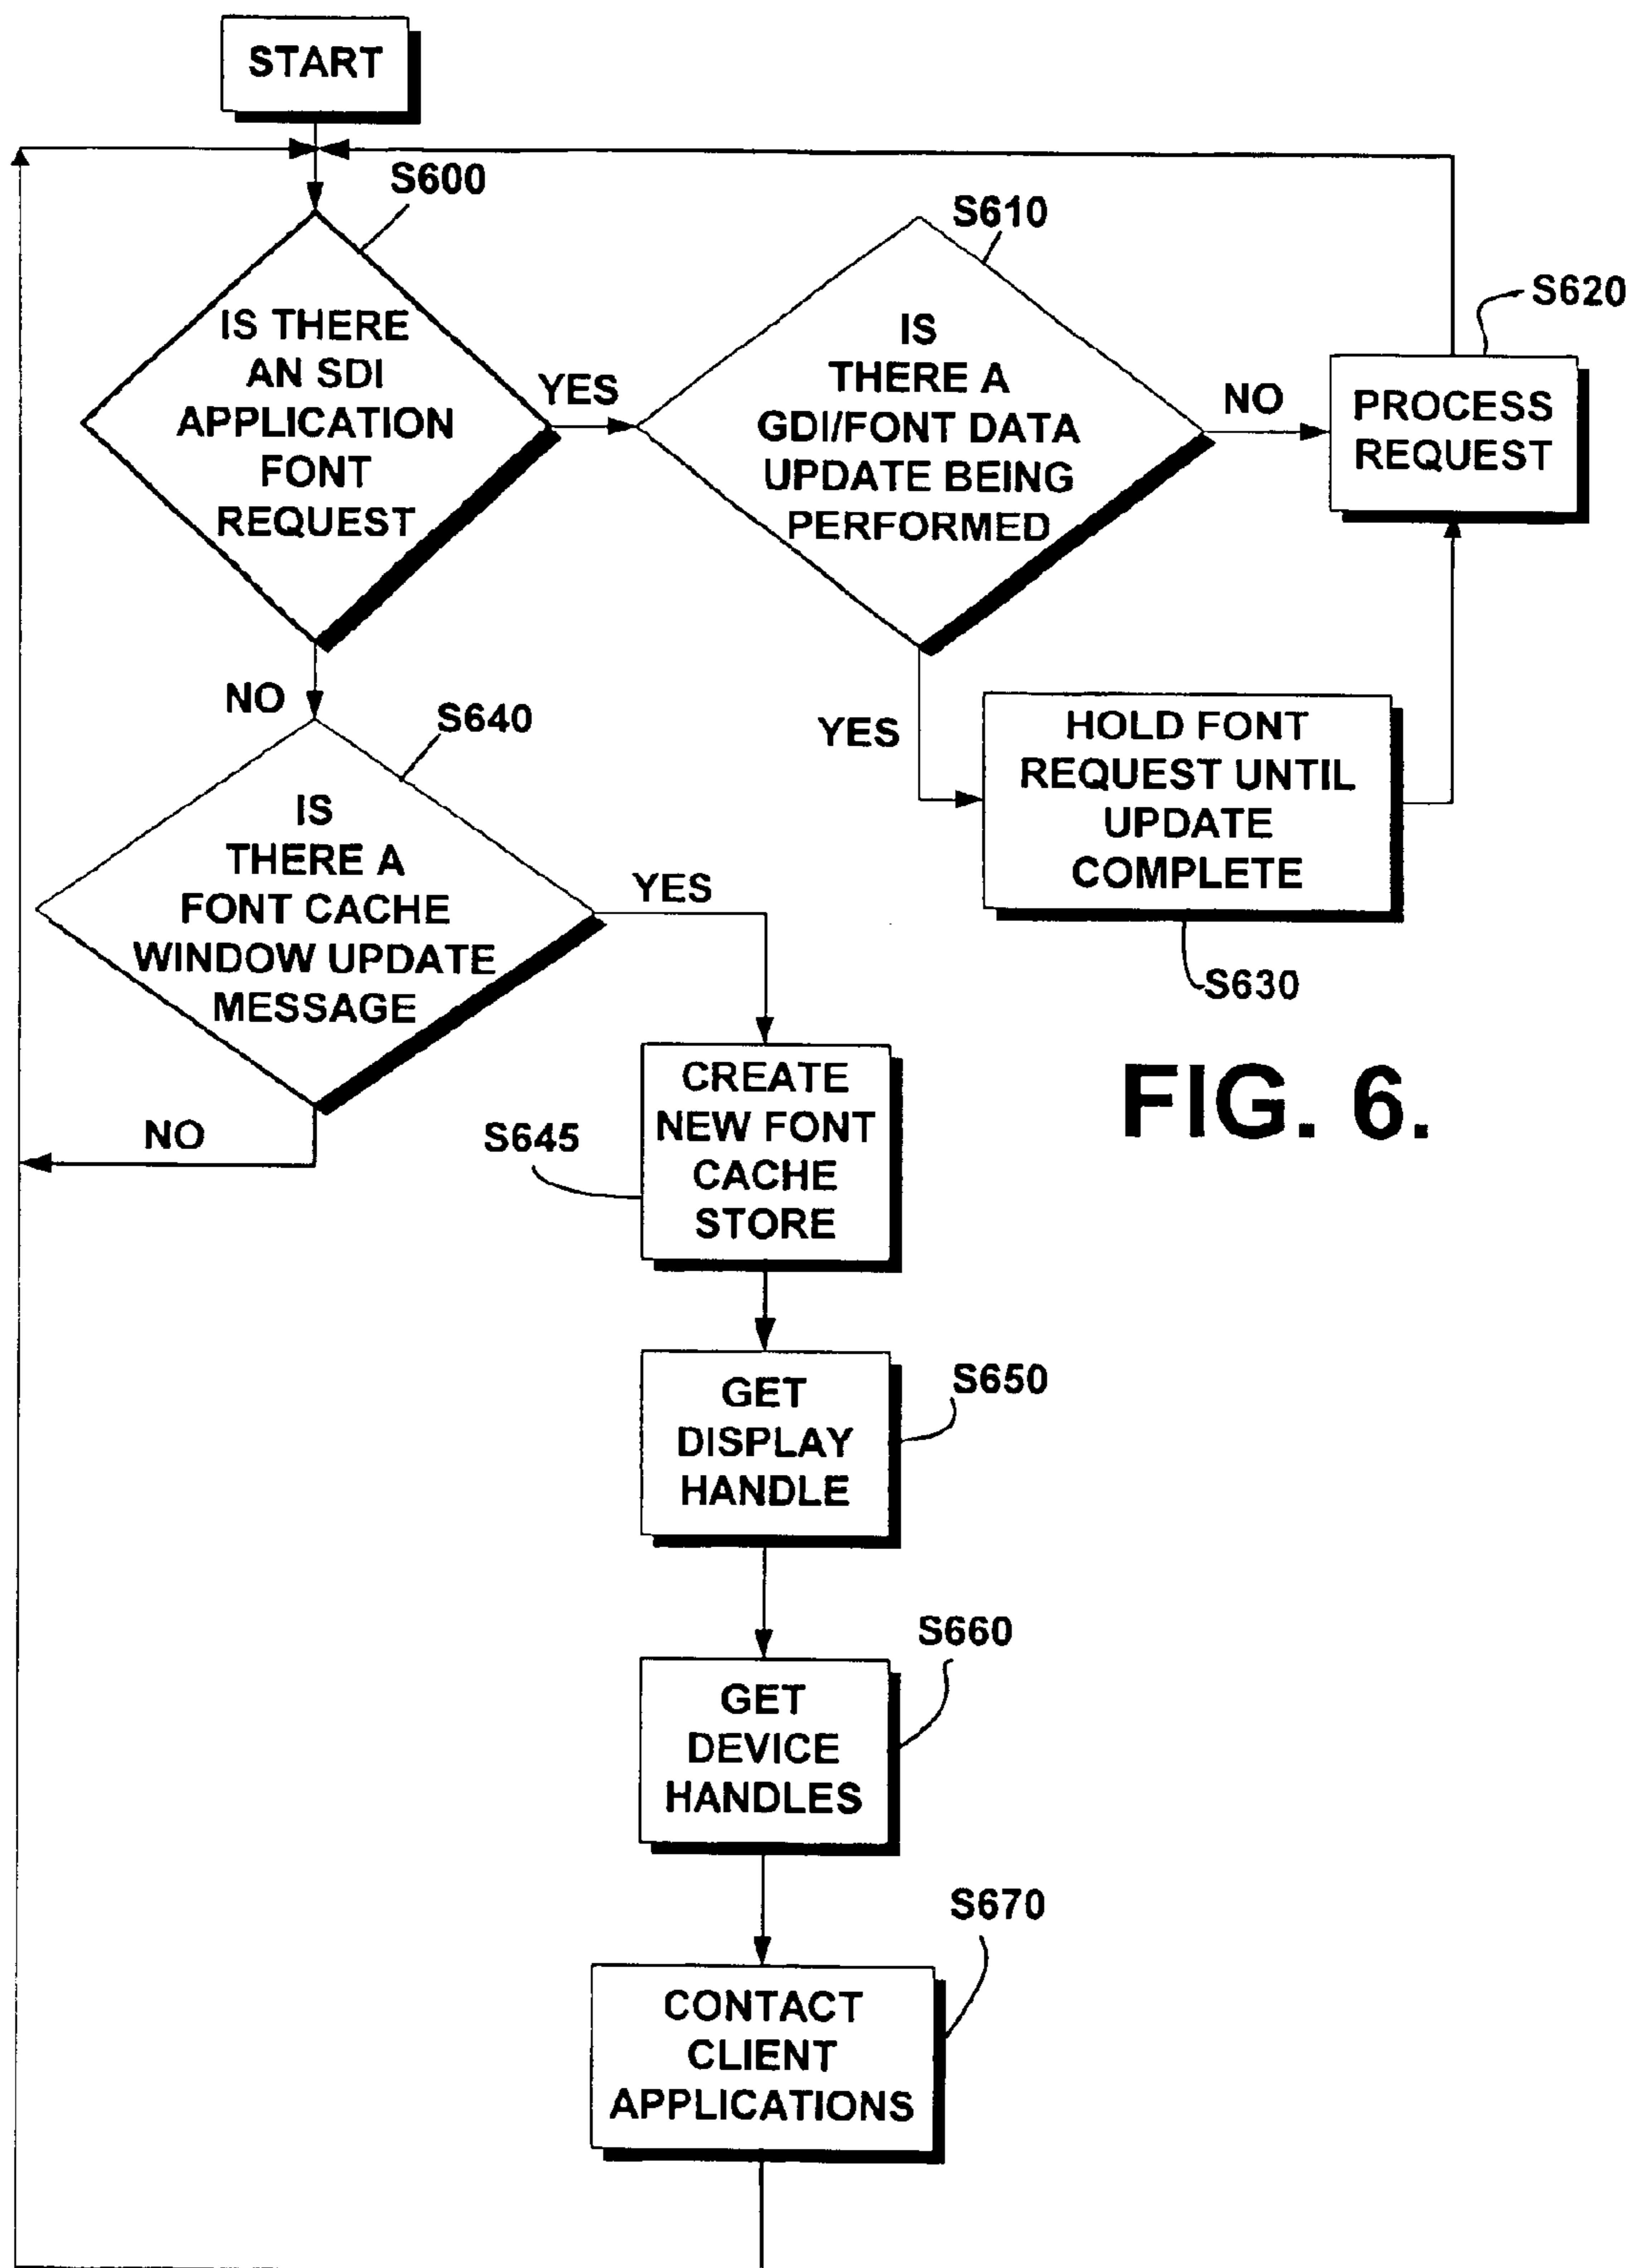 START
S600
IS THERE
AN SDI
APPLICATION
FONT
REQUEST
YES
S610
IS
THERE A
GDI/FONT DATA
UPDATE BEING
PERFORMED
NO
S620
PROCESS
REQUEST
YES
HOLD FONT
REQUEST UNTIL
UPDATE
COMPLETE
S630
NO
S640
IS
THERE A
FONT CACHE
WINDOW UPDATE
MESSAGE
YES
NO
S645
CREATE
NEW FONT
CACHE
STORE
FIG. 6.
S650
GET
DISPLAY
HANDLE
S660
GET
DEVICE
HANDLES
S670
CONTACT
CLIENT
APPLICATIONS